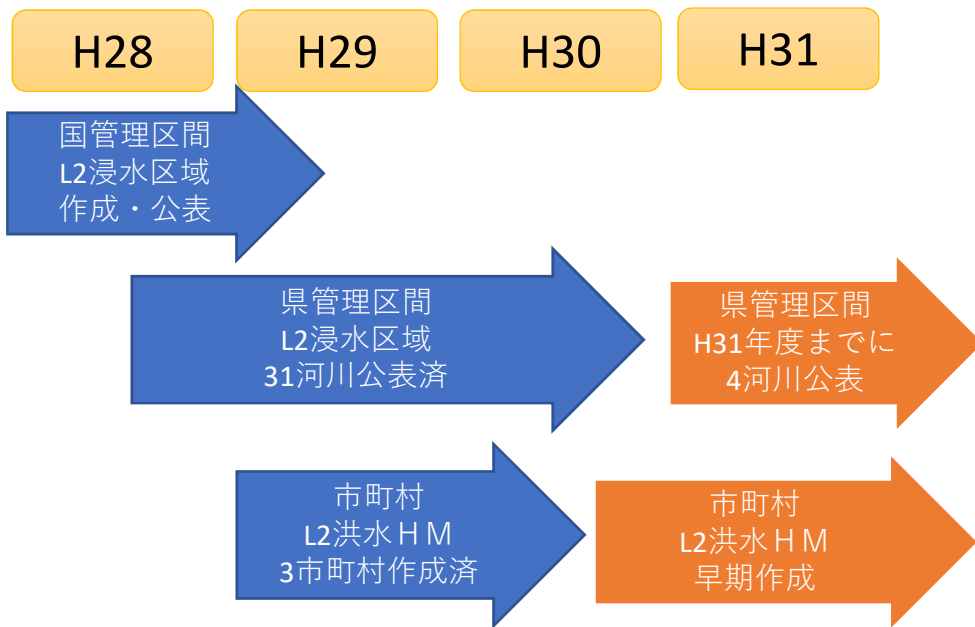 H28
H29
H30
H31
国管理区間
L2浸水区域
作成・公表
県管理区間
L2浸水区域
31河川公表済
県管理区間
H31年度までに
4河川公表
市町村
L2洪水ＨＭ
3市町村作成済
市町村
L2洪水ＨＭ
早期作成